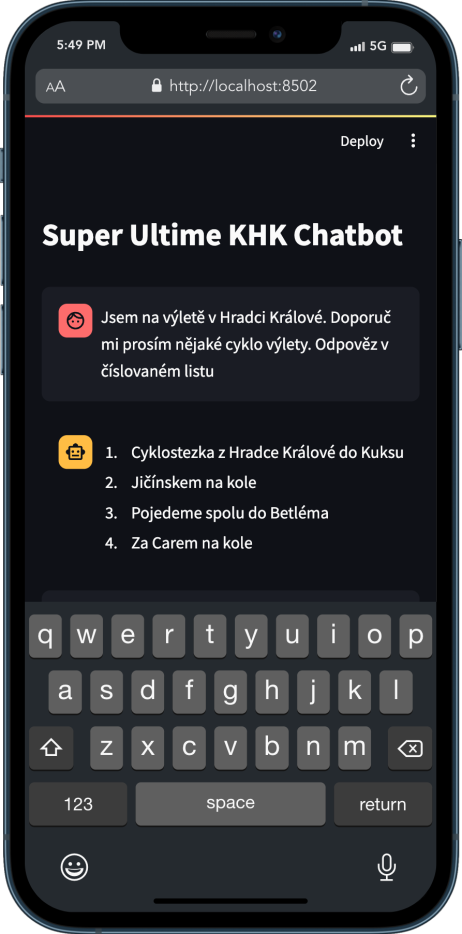 5:49 PM
5G
AA
http://localhost:8502
Deploy
Super Ultime KHK Chatbot
Jsem na výletě v Hradci Králové. Doporuč
mi prosím nějaké cyklo výlety. Odpověz v
číslovaném listu
1. Cyklostezka z Hradce Králové do Kuksu
2. Jičínskem na kole
3. Pojedeme spolu do Betléma
4. Za Carem na kole
q w e r t y u i o p
a s d f g h j k l
z x c v b n m
123 space return